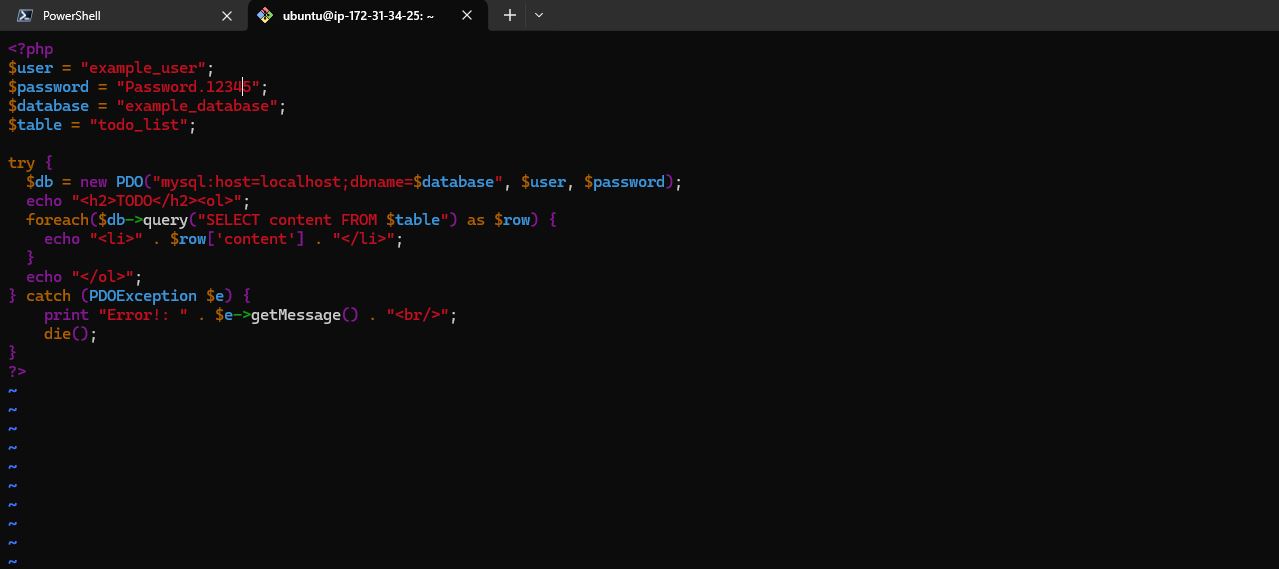 PowerShell
ubuntu@ip-172-31-34-25: ~
<?php
$user = "example_user";
$password = "Password.12345";
$database = "example_database";
$table = "todo_list";

try {
  $db = new PDO("mysql:host=localhost;dbname=$database", $user, $password);
  echo "<h2>TODO</h2><ol>";
  foreach($db->query("SELECT content FROM $table") as $row) {
    echo "<li>" . $row['content'] . "</li>";
  }
  echo "</ol>";
} catch (PDOException $e) {
    print "Error!: " . $e->getMessage() . "<br/>";
    die();
}
?>
~
~
~
~
~
~
~
~
~
~